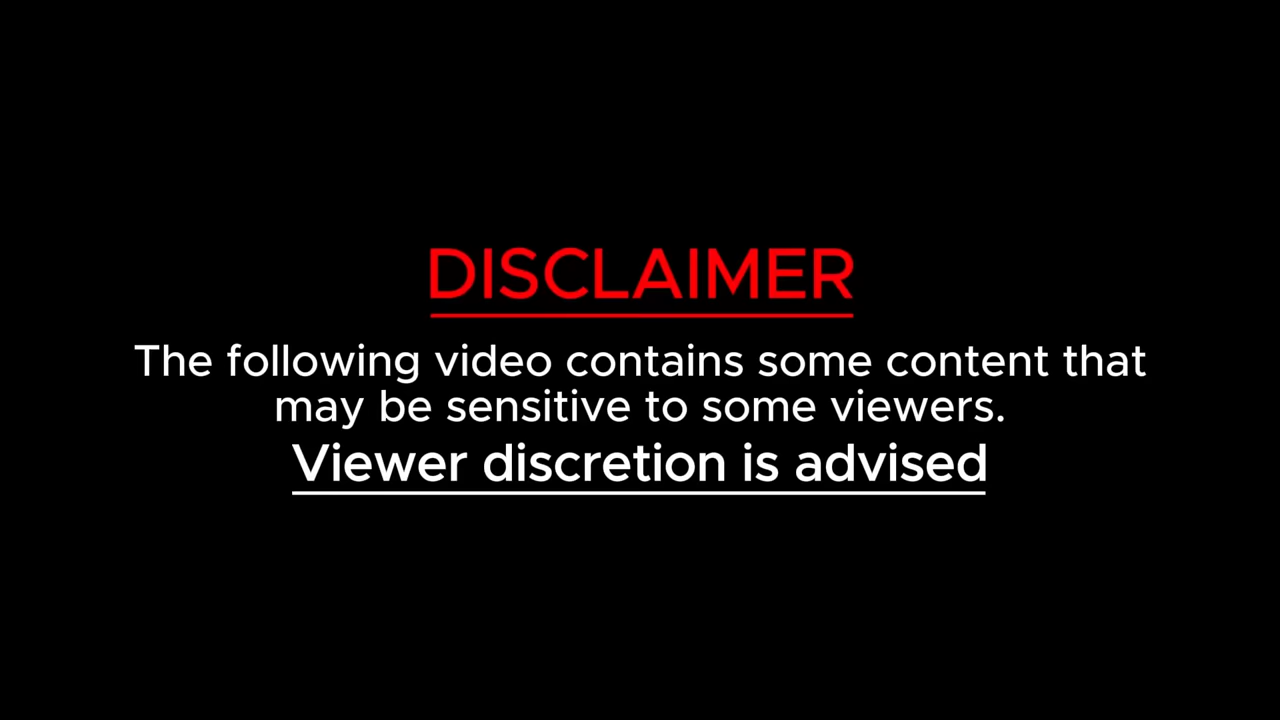 DISCLAIMER
The following video contains some content that
may be sensitive to some viewers.
Viewer discretion is advised